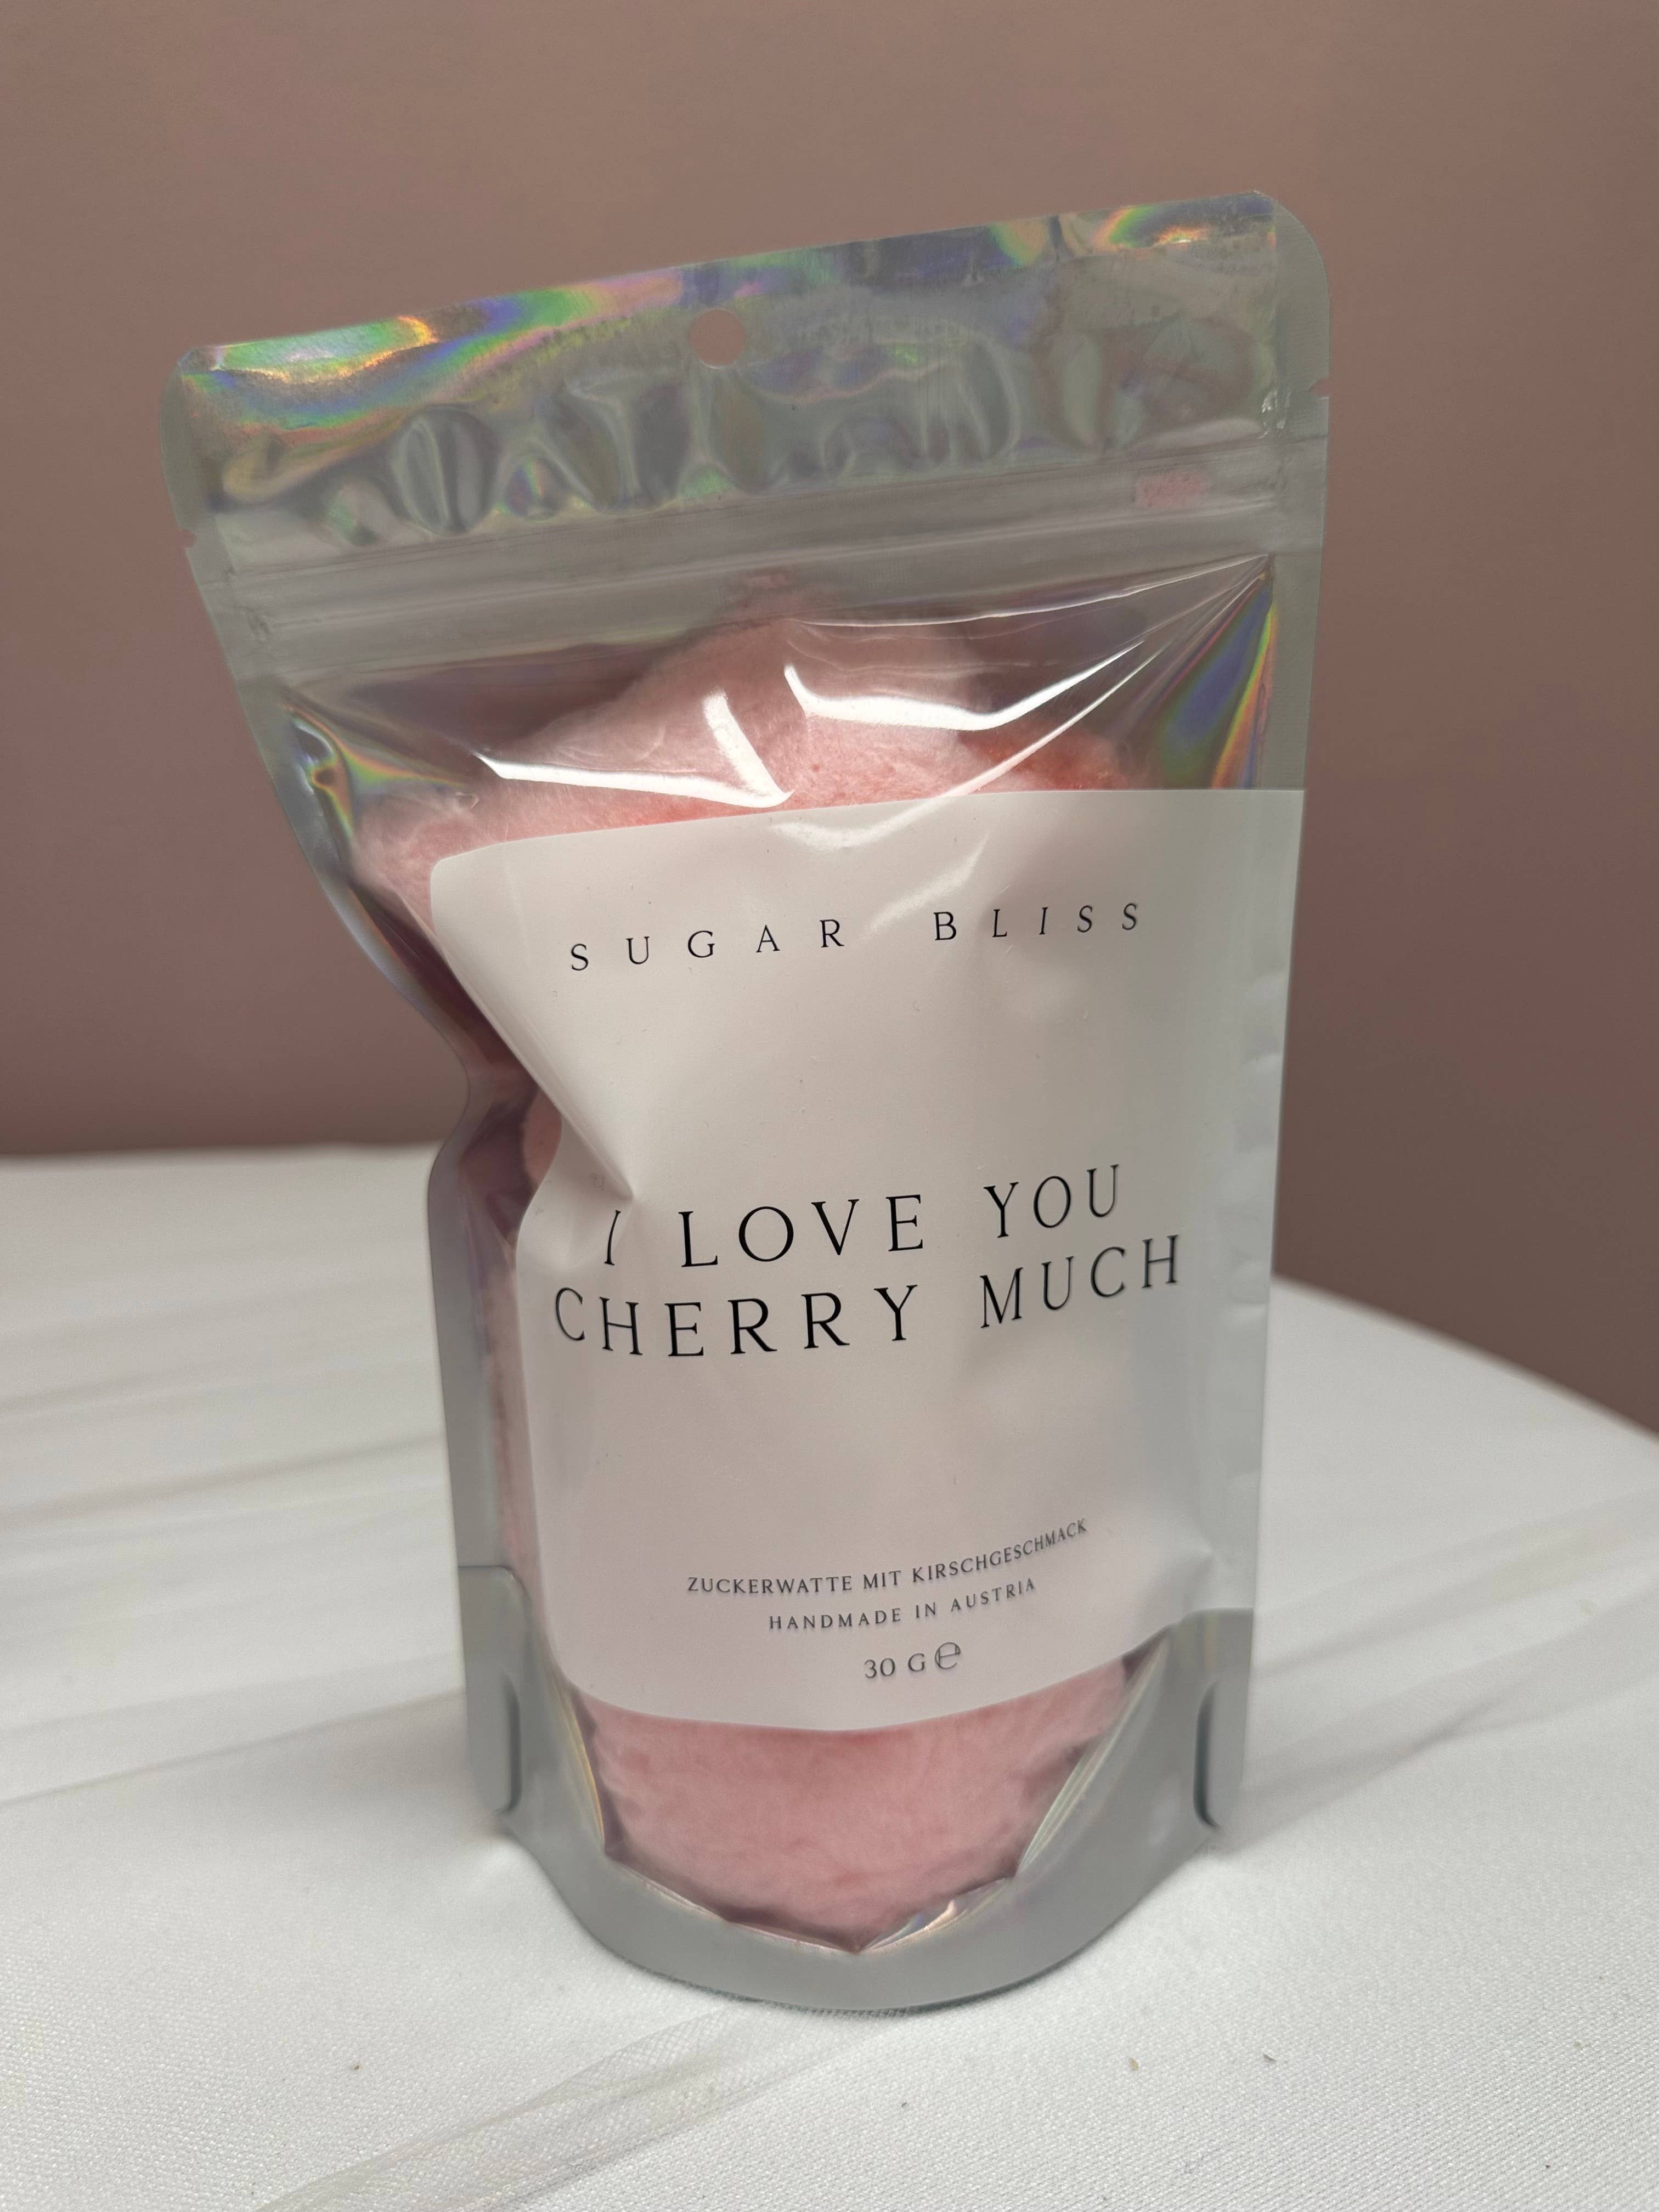 SUGAR BLISS
I LOVE YOU
CHERRY MUCH
ZUCKERWATTE MIT KIRSCHGESCHMACK
HANDMADE IN AUSTRIA
30 G ℮